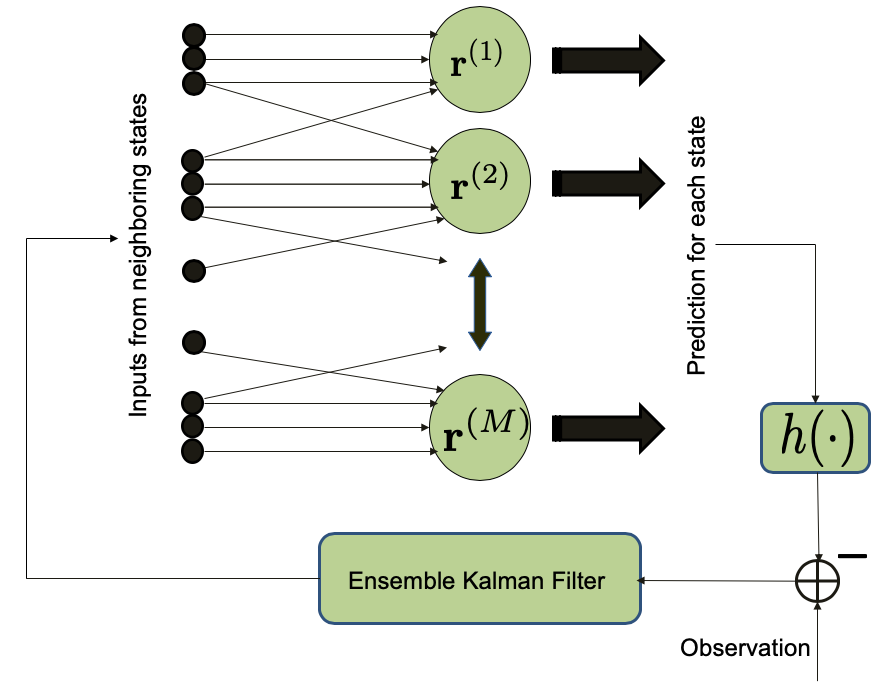 Inputs from neighboring states
𝐫⁽¹⁾
𝐫⁽²⁾
𝐫⁽ᴹ⁾
Prediction for each state
h(·)
−
Ensemble Kalman Filter
Observation